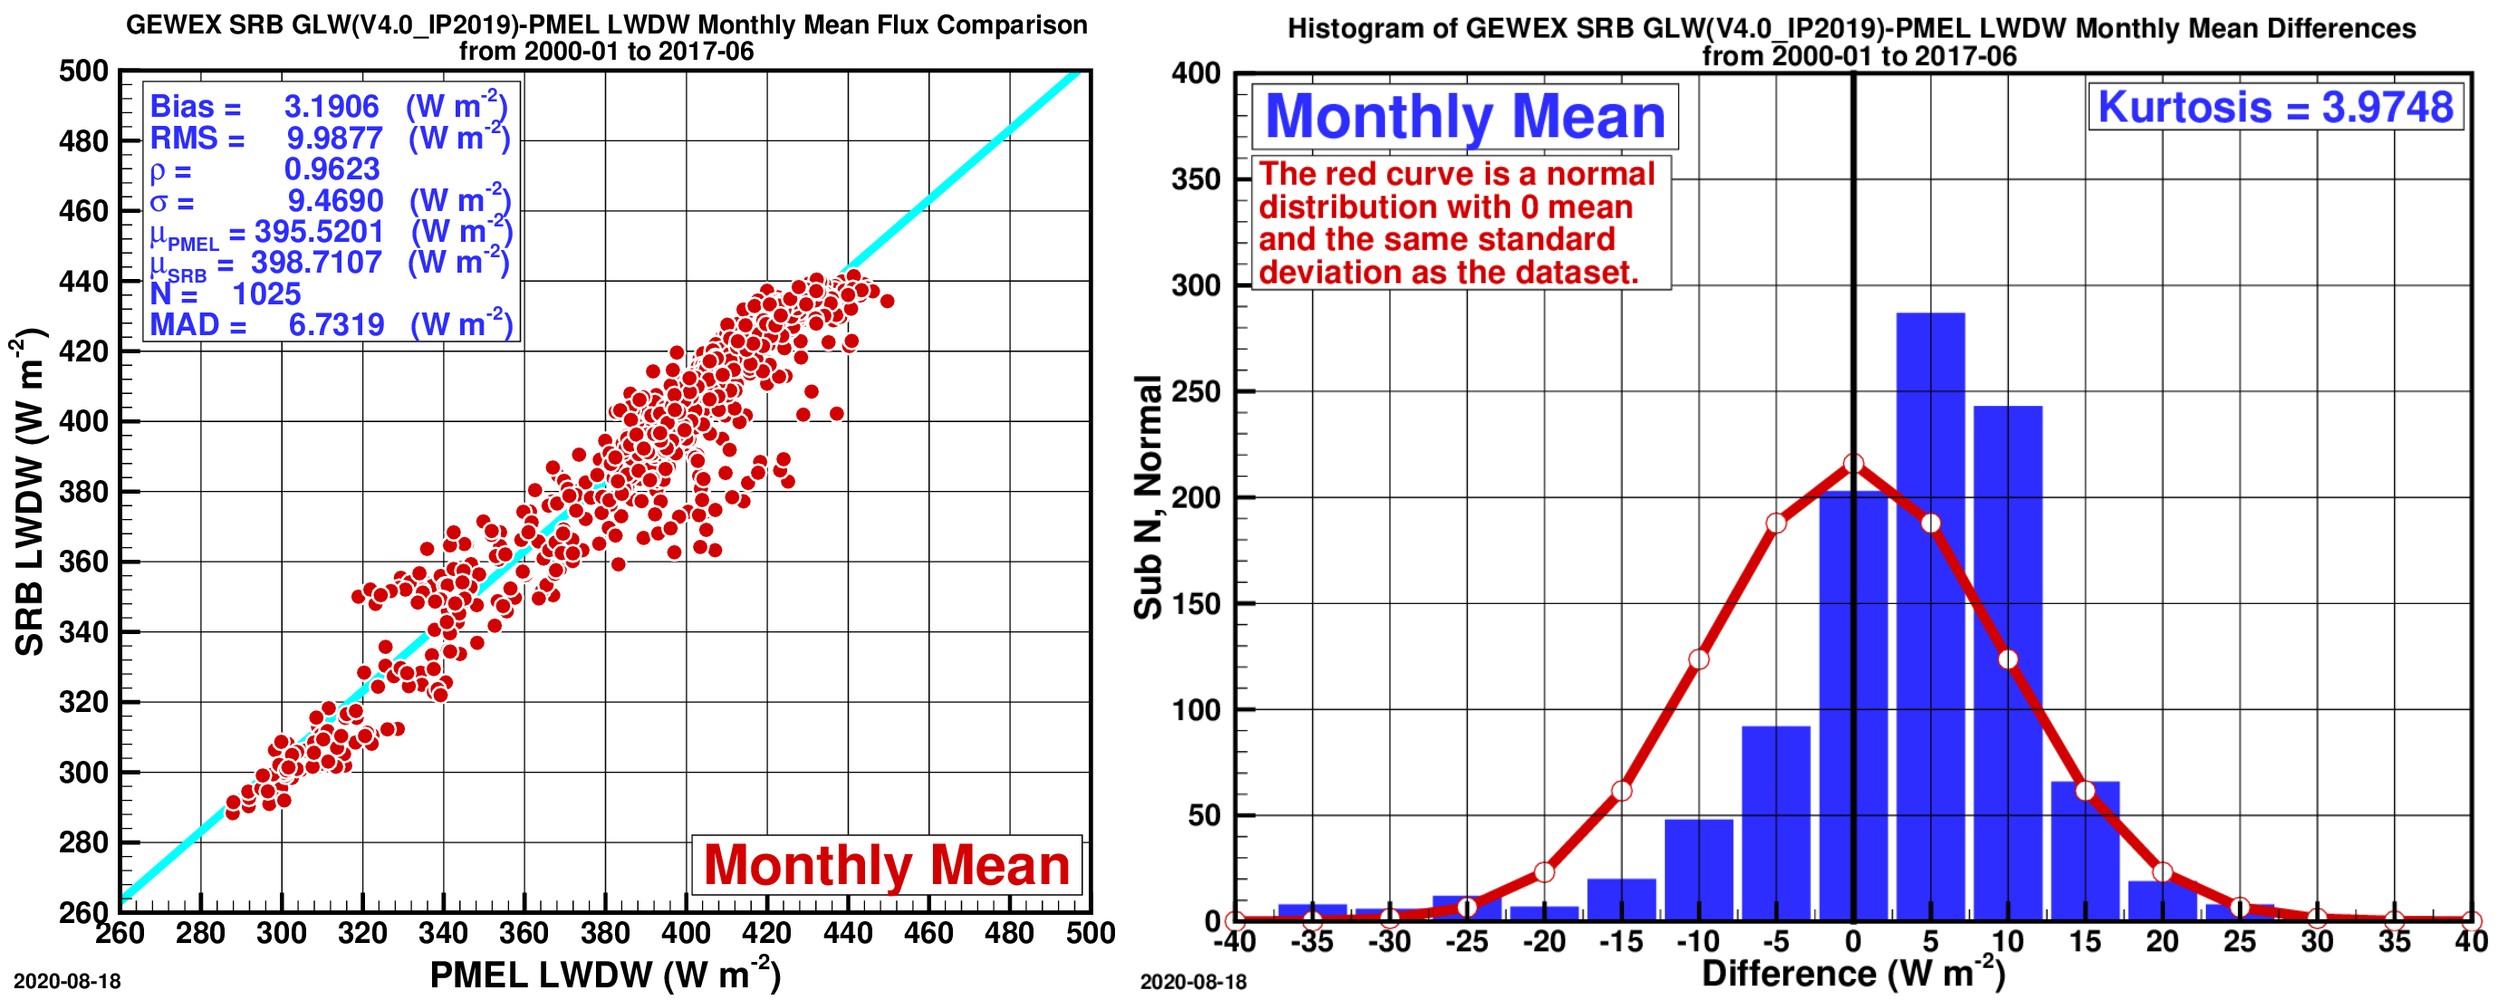 GEWEX SRB GLW(V4.0_IP2019)-PMEL LWDW Monthly Mean Flux Comparison
from 2000-01 to 2017-06
Bias = 3.1906 (W m-2)
RMS = 9.9877 (W m-2)
ρ = 0.9623
σ = 9.4690 (W m-2)
μPMEL = 395.5201 (W m-2)
μSRB = 398.7107 (W m-2)
N = 1025
MAD = 6.7319 (W m-2)
500
480
460
440
420
400
380
360
340
320
300
280
260
SRB LWDW (W m-2)
Monthly Mean
260 280 300 320 340 360 380 400 420 440 460 480 500
PMEL LWDW (W m-2)
2020-08-18
Histogram of GEWEX SRB GLW(V4.0_IP2019)-PMEL LWDW Monthly Mean Differences
from 2000-01 to 2017-06
Monthly Mean
Kurtosis = 3.9748
The red curve is a normal
distribution with 0 mean
and the same standard
deviation as the dataset.
400
350
300
250
200
150
100
50
0
Sub N, Normal
-40 -35 -30 -25 -20 -15 -10 -5 0 5 10 15 20 25 30 35 40
Difference (W m-2)
2020-08-18